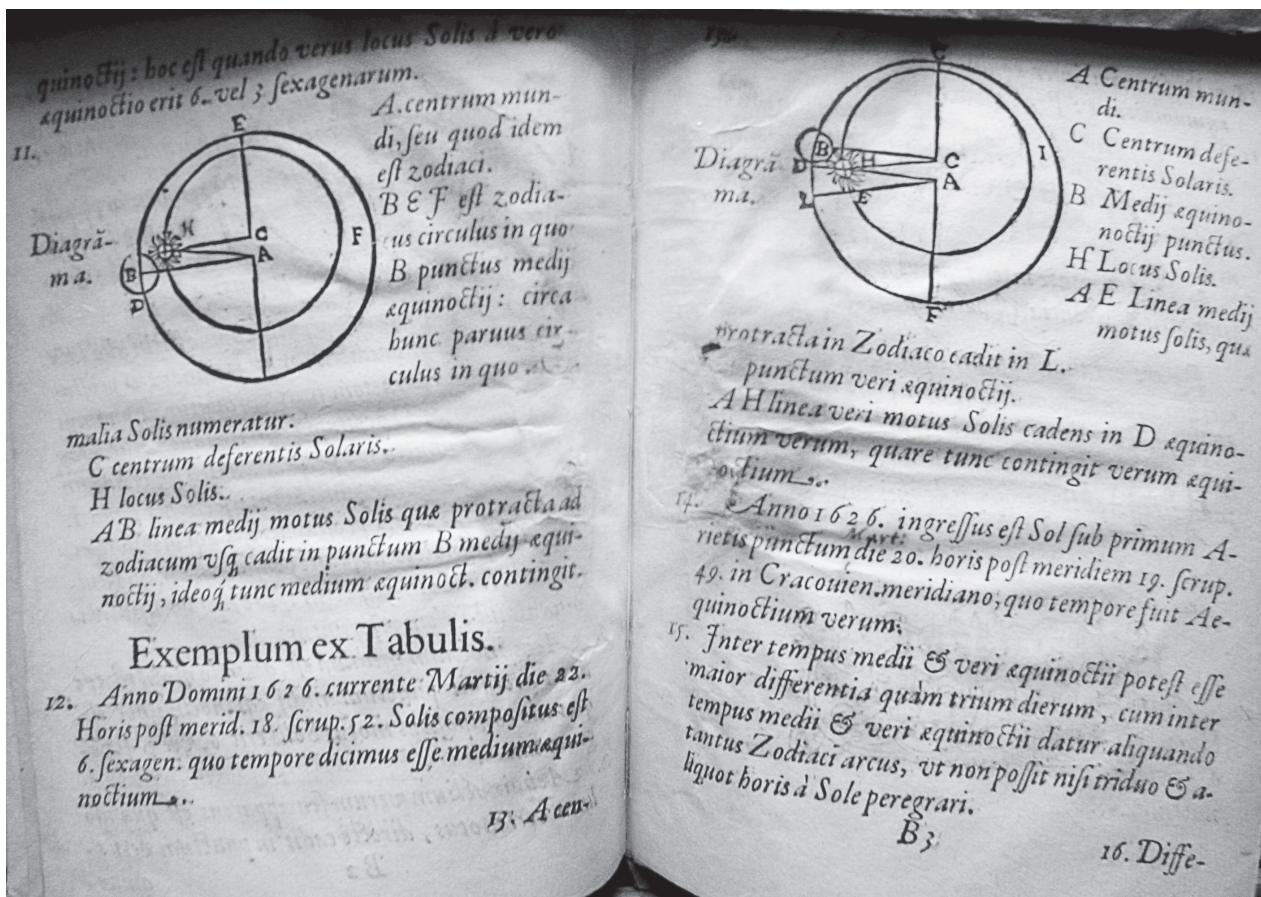 quinoctij: hoc eſt quando verus locus Solis à vero
æquinoctio erit 6. vel 3 ſexagenarum.
11.
Diagrã-
ma.
E
H
C
A
F
B
D
A. centrum mun-
di, ſeu quod idem
eſt zodiaci.
B E F eſt zodia-
cus circulus in quo
B punctus medij
æquinoctij: circa
hunc paruus cir-
culus in quo
malia Solis numeratur.
C centrum deferentis Solaris.
H locus Solis.
AB linea medij motus Solis quæ protracta ad
zodiacum vſq; cadit in punctum B medij æqui-
noctij, ideoq́; tunc medium æquinoct. contingit.
Exemplum ex Tabulis.
12. Anno Domini 1626. currente Martij die 22.
Horis poſt merid. 18. ſcrup. 52. Solis compoſitus eſt
6. ſexagen. quo tempore dicimus eſſe medium æqui-
noctium.
13. A cen-
Diagrã
ma.
B
H
D
C
A
I
L
E
F
A Centrum mun-
di.
C Centrum defe-
rentis Solaris.
B Medij æquino-
noctij punctus.
H Locus Solis.
A E Linea medij
motus ſolis, quæ
protracta in Zodiaco cadit in L.
punctum veri æquinoctij.
A H linea veri motus Solis cadens in D æquino-
ctium verum, quare tunc contingit verum æqui-
octium.
14. Anno 1626. ingreſſus eſt Sol ſub primum A-
Mart:
rietis punctum die 20. horis poſt meridiem 19. ſcrup.
49. in Cracouien. meridiano, quo tempore fuit Ae-
quinoctium verum.
15. Inter tempus medii & veri æquinoctii poteſt eſſe
maior differentia quàm trium dierum, cum inter
tempus medii & veri æquinoctii datur aliquando
tantus Zodiaci arcus, vt non poſſit niſi triduo & a-
liquot horis à Sole peregrari.
B3
16. Diffe-